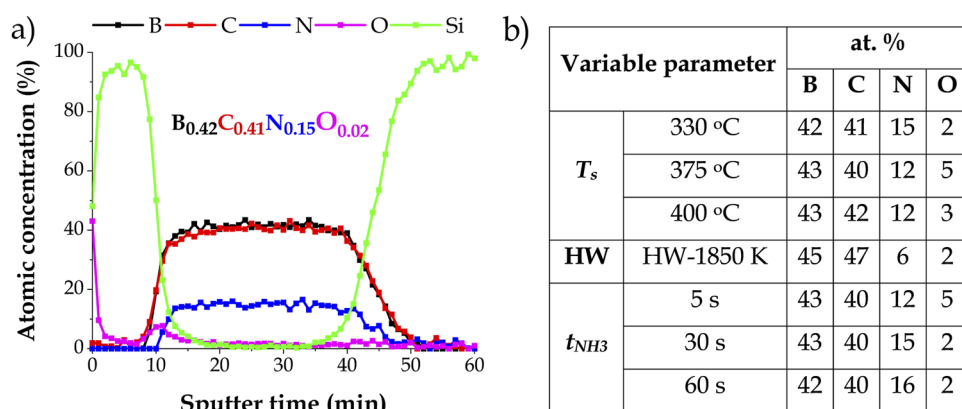 a)
B C N O Si
100
80
60
40
20
0
Atomic concentration (%)
B0.42C0.41N0.15O0.02
0 10 20 30 40 50 60
Sputter time (min)
b)
Variable parameter at. %
B C N O
Ts 330 °C 42 41 15 2
375 °C 43 40 12 5
400 °C 43 42 12 3
HW HW-1850 K 45 47 6 2
tNH3 5 s 43 40 12 5
30 s 43 40 15 2
60 s 42 40 16 2